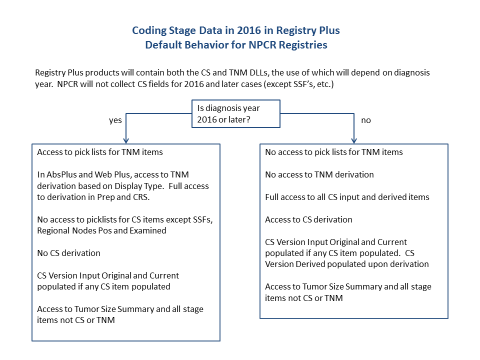 Coding Stage Data in 2016 in Registry Plus
Default Behavior for NPCR Registries
Registry Plus products will contain both the CS and TNM DLLs, the use of which will depend on diagnosis
year. NPCR will not collect CS fields for 2016 and later cases (except SSF's, etc.)
Is diagnosis year
2016 or later?
yes
no
Access to pick lists for TNM items
In AbsPlus and Web Plus, access to TNM
derivation based on Display Type. Full access
to derivation in Prep and CRS.
No access to picklists for CS items except SSFs,
Regional Nodes Pos and Examined
No CS derivation
CS Version Input Original and Current
populated if any CS item populated
Access to Tumor Size Summary and all stage
items not CS or TNM
No access to pick lists for TNM items
No access to TNM derivation
Full access to all CS input and derived items
Access to CS derivation
CS Version Input Original and Current
populated if any CS item populated. CS
Version Derived populated upon derivation
Access to Tumor Size Summary and all stage
items not CS or TNM